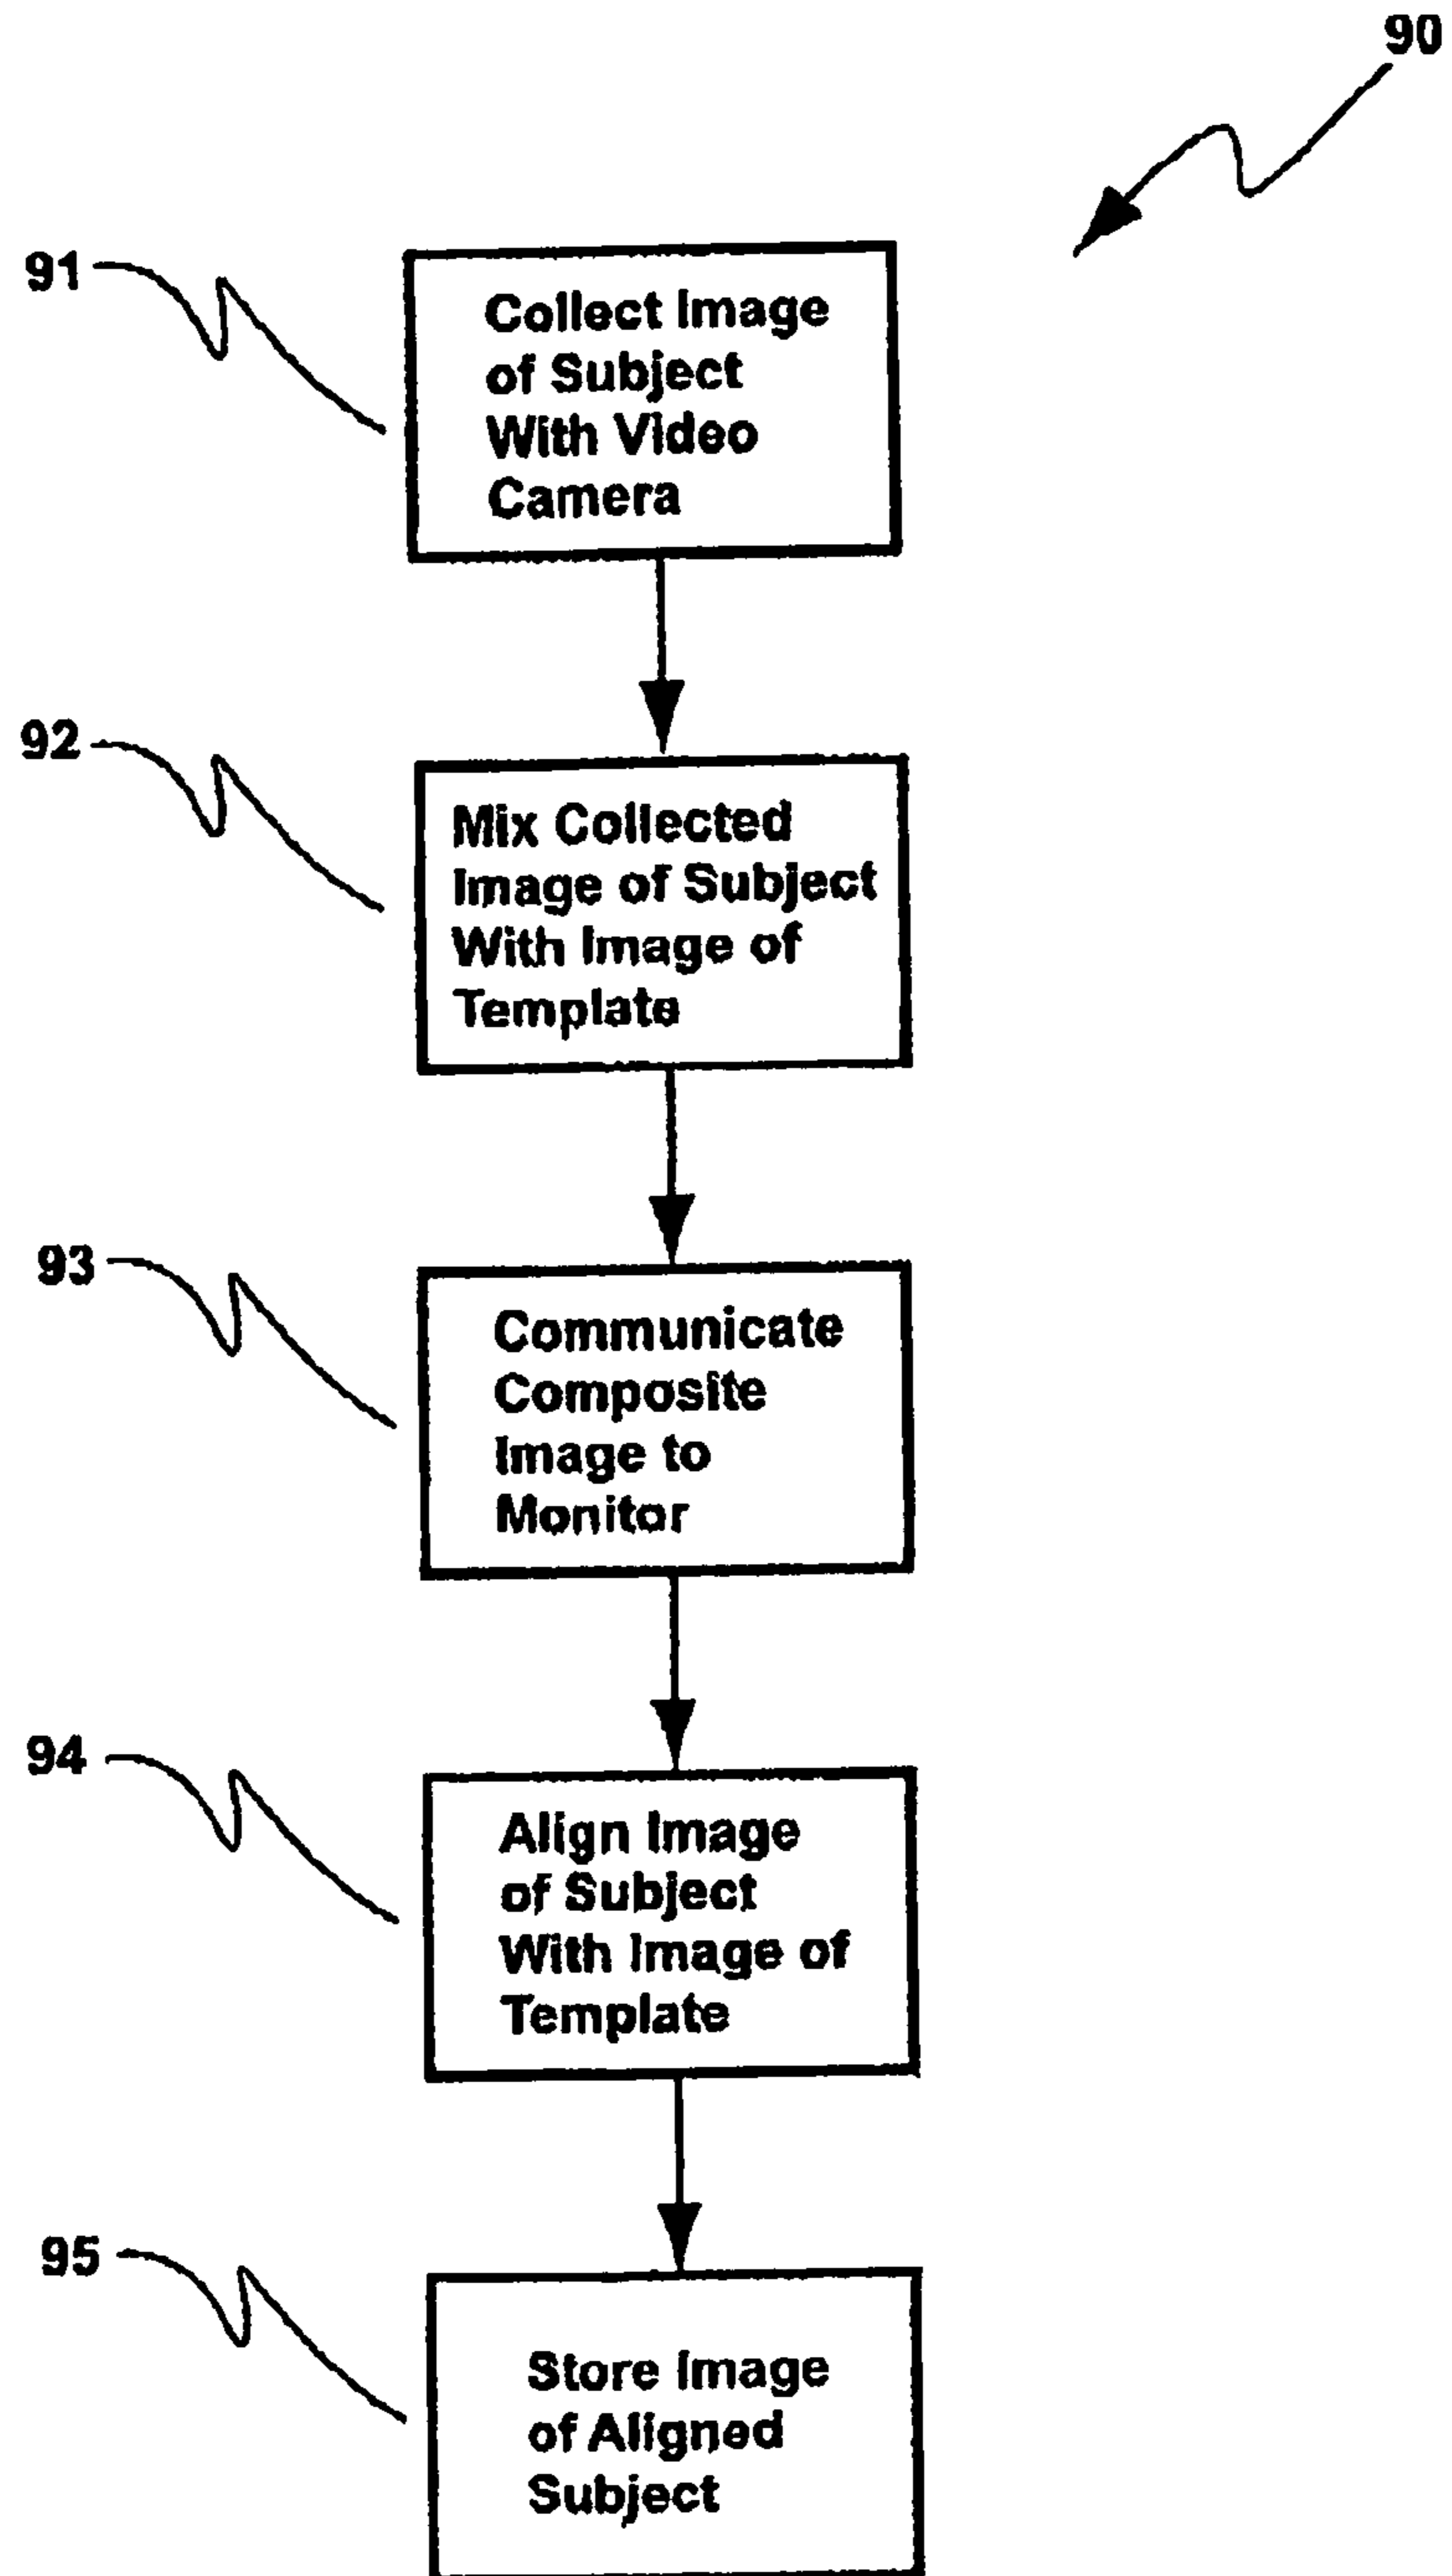 90
91
Collect Image
of Subject
With Video
Camera
92
Mix Collected
Image of Subject
With Image of
Template
93
Communicate
Composite
Image to
Monitor
94
Align Image
of Subject
With Image of
Template
95
Store Image
of Aligned
Subject